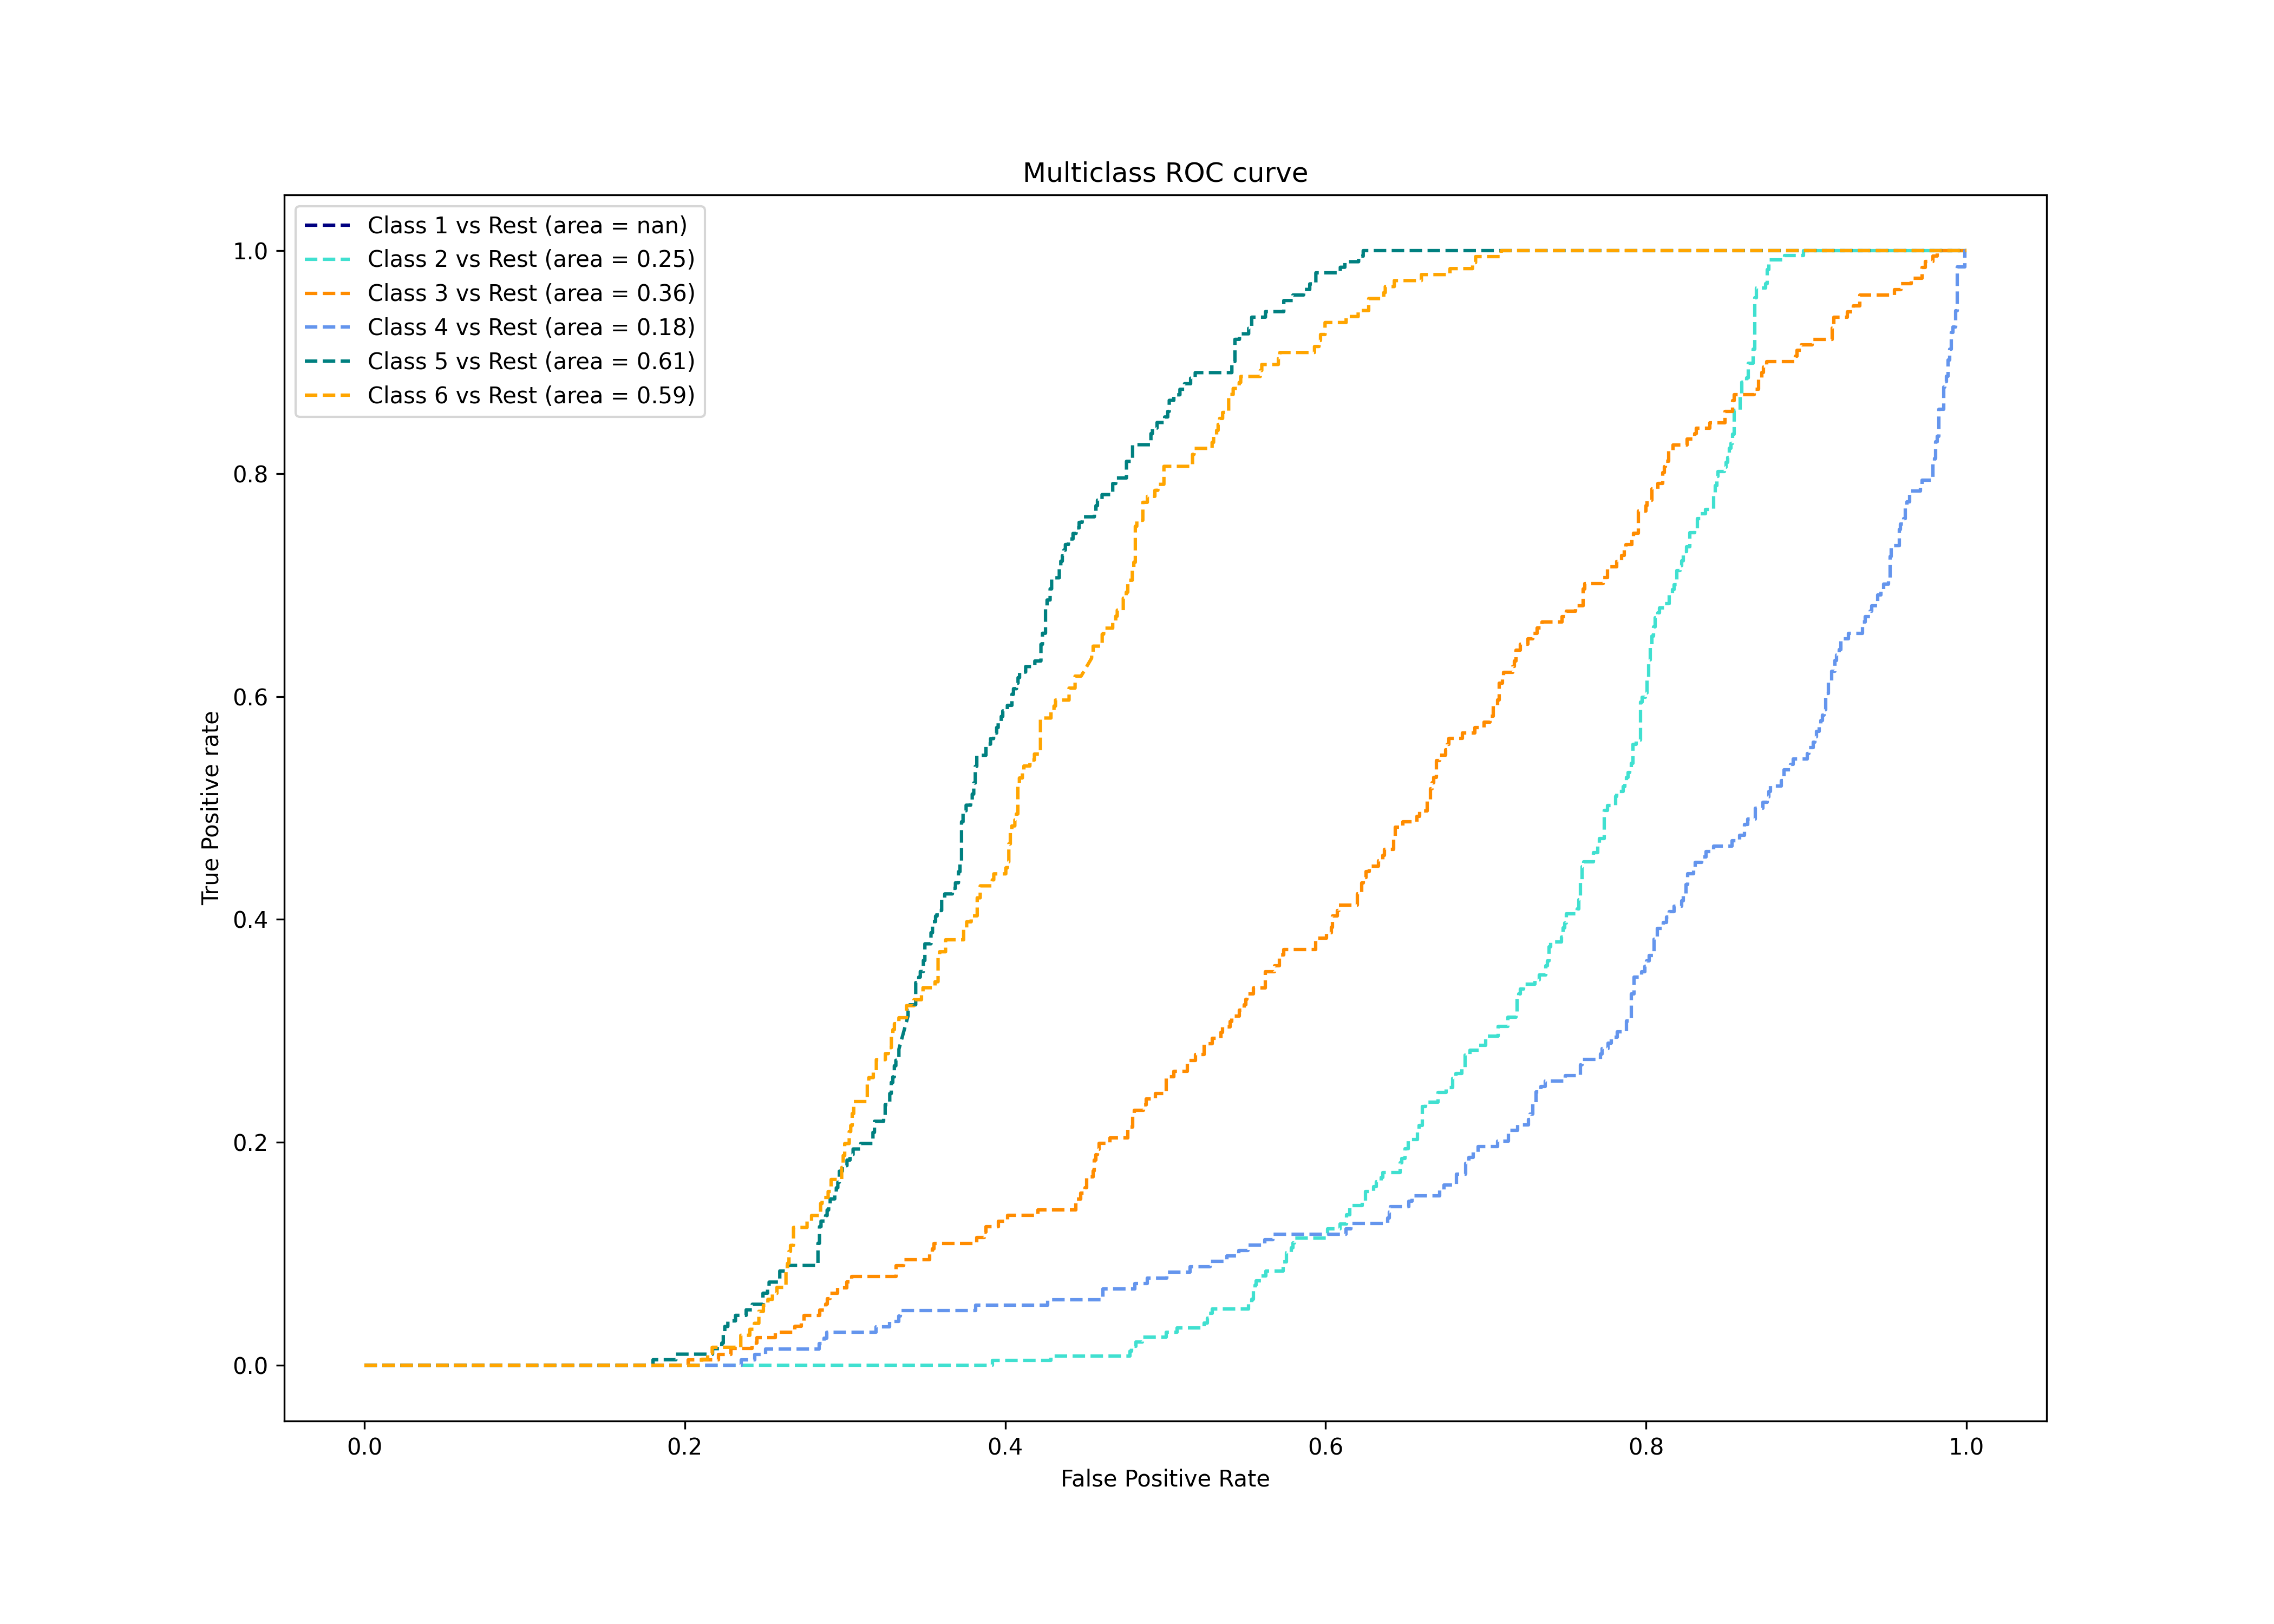 Multiclass ROC curve
Class 1 vs Rest (area = nan)
Class 2 vs Rest (area = 0.25)
Class 3 vs Rest (area = 0.36)
Class 4 vs Rest (area = 0.18)
Class 5 vs Rest (area = 0.61)
Class 6 vs Rest (area = 0.59)
1.0
0.8
0.6
0.4
0.2
0.0
True Positive rate
0.0 0.2 0.4 0.6 0.8 1.0
False Positive Rate